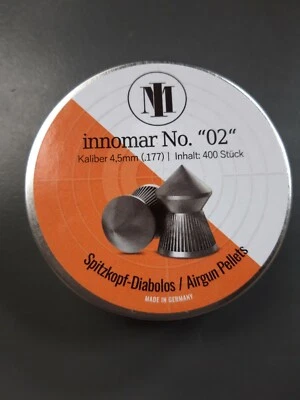 innomar No. "02“
Kaliber 4,5mm (.177) | Inhalt: 400 Stück
Spitzkopf-Diabolos / Airgun Pellets
MADE IN GERMANY